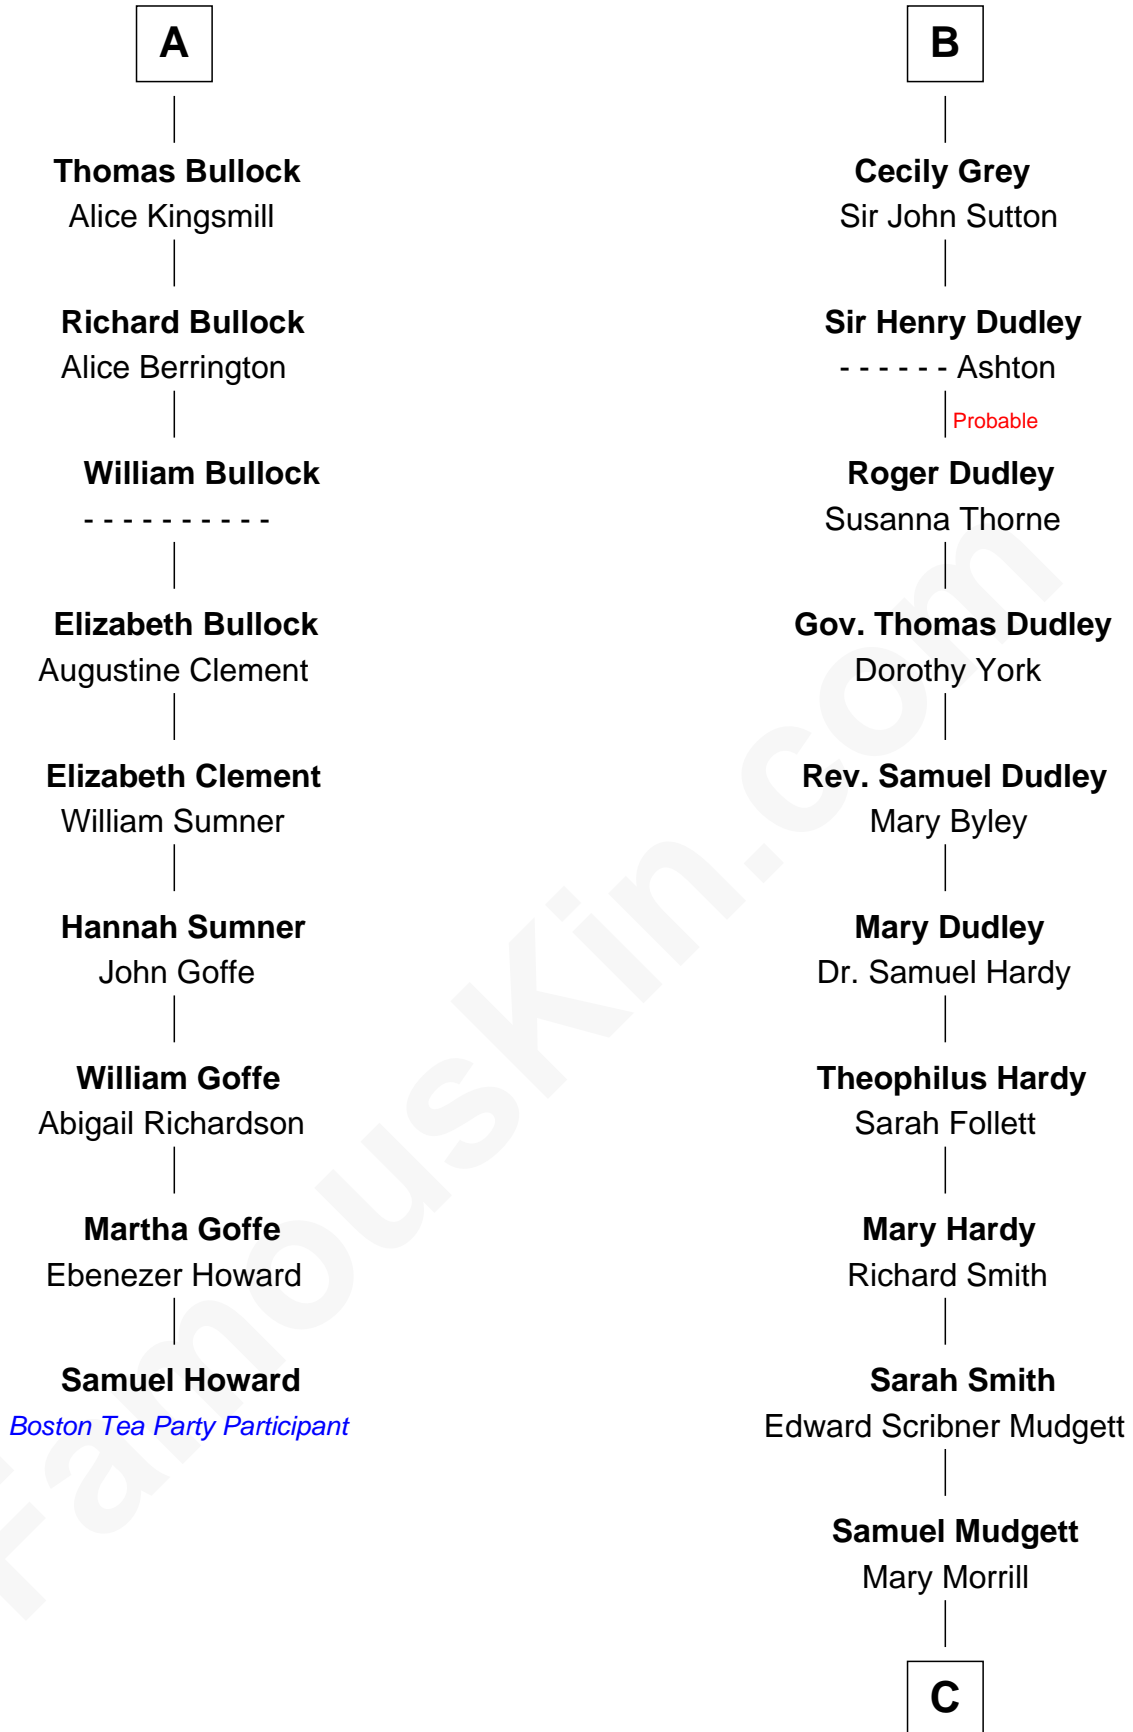 A
Thomas Bullock
Alice Kingsmill
Richard Bullock
Alice Berrington
William Bullock
- - - - - - - - - -
Elizabeth Bullock
Augustine Clement
Elizabeth Clement
William Sumner
Hannah Sumner
John Goffe
William Goffe
Abigail Richardson
Martha Goffe
Ebenezer Howard
Samuel Howard
Boston Tea Party Participant
B
Cecily Grey
Sir John Sutton
Sir Henry Dudley
- - - - - - Ashton
Probable
Roger Dudley
Susanna Thorne
Gov. Thomas Dudley
Dorothy York
Rev. Samuel Dudley
Mary Byley
Mary Dudley
Dr. Samuel Hardy
Theophilus Hardy
Sarah Follett
Mary Hardy
Richard Smith
Sarah Smith
Edward Scribner Mudgett
Samuel Mudgett
Mary Morrill
C
FamousKin.com